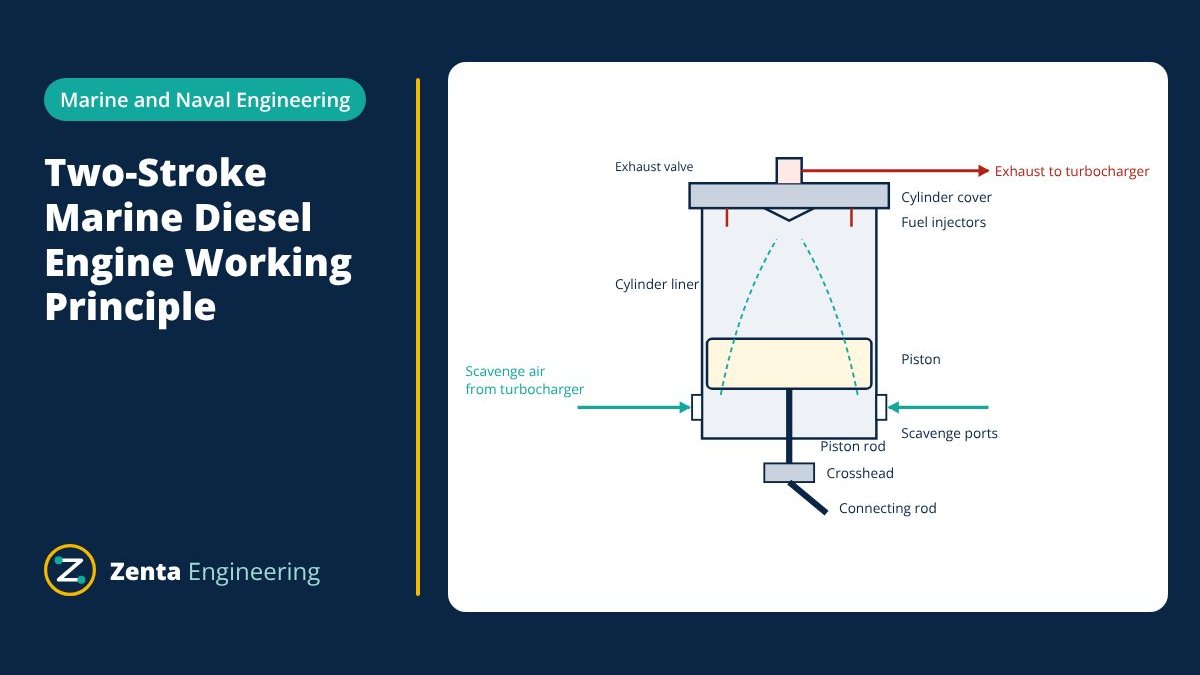 Marine and Naval Engineering
Two-Stroke
Marine Diesel
Engine Working
Principle
Zenta Engineering
Exhaust valve
Exhaust to turbocharger
Cylinder cover
Fuel injectors
Cylinder liner
Piston
Scavenge air
from turbocharger
Scavenge ports
Piston rod
Crosshead
Connecting rod